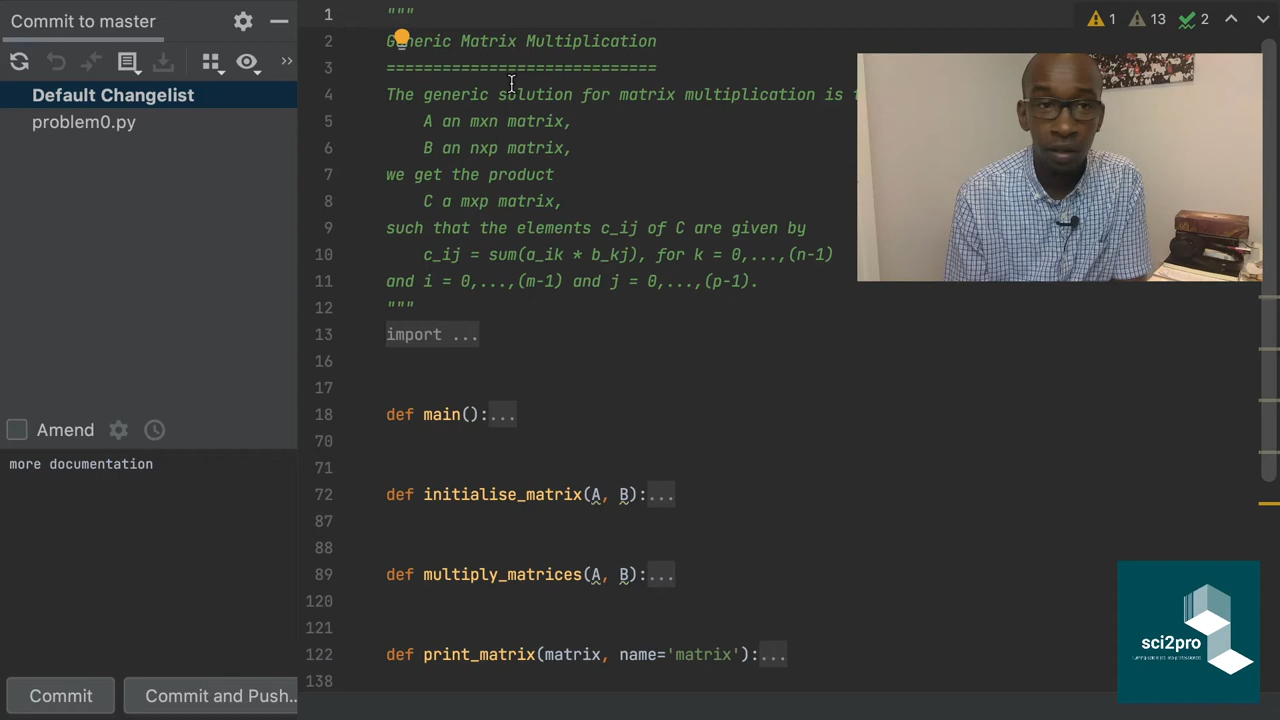 Commit to master
Default Changelist
problem0.py
Amend
more documentation
Commit
Commit and Push..
1 13 2
1 """
2 Generic Matrix Multiplication
3 =============================
4 The generic solution for matrix multiplication is
5 A an mxn matrix,
6 B an nxp matrix,
7 we get the product
8 C a mxp matrix,
9 such that the elements c_ij of C are given by
10 c_ij = sum(a_ik * b_kj), for k = 0,...,(n-1)
11 and i = 0,...,(m-1) and j = 0,...,(p-1).
12 """
13 import ...
16
17
18 def main():...
70
71
72 def initialise_matrix(A, B):...
87
88
89 def multiply_matrices(A, B):...
120
121
122 def print_matrix(matrix, name='matrix'):...
138
sci2pro